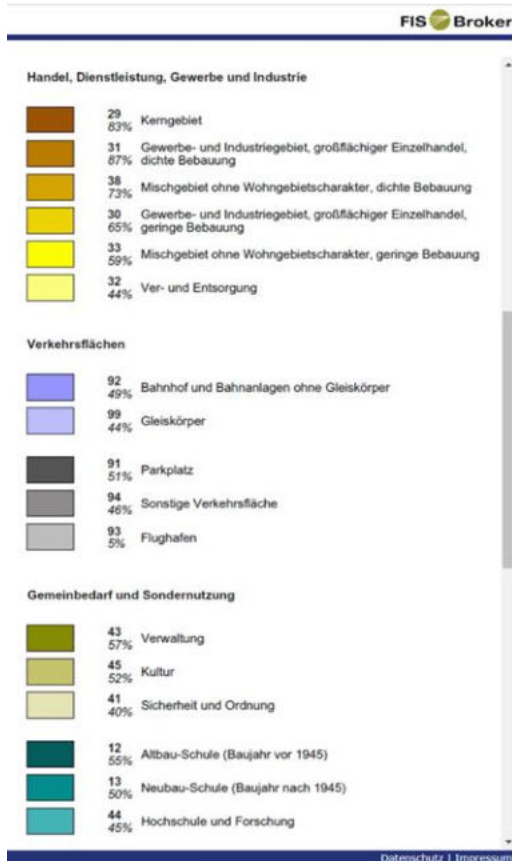 FIS Broker
Handel, Dienstleistung, Gewerbe und Industrie
29
83% Kerngebiet
31 Gewerbe- und Industriegebiet, großflächiger Einzelhandel,
87% dichte Bebauung
38
73% Mischgebiet ohne Wohngebietscharakter, dichte Bebauung
30 Gewerbe- und Industriegebiet, großflächiger Einzelhandel,
65% geringe Bebauung
33
59% Mischgebiet ohne Wohngebietscharakter, geringe Bebauung
32
44% Ver- und Entsorgung
Verkehrsflächen
92
49% Bahnhof und Bahnanlagen ohne Gleiskörper
99
44% Gleiskörper
91
51% Parkplatz
94
46% Sonstige Verkehrsfläche
93
5% Flughafen
Gemeinbedarf und Sondernutzung
43
57% Verwaltung
45
52% Kultur
41
40% Sicherheit und Ordnung
12
55% Altbau-Schule (Baujahr vor 1945)
13
50% Neubau-Schule (Baujahr nach 1945)
44
45% Hochschule und Forschung
Datenschutz | Impressum